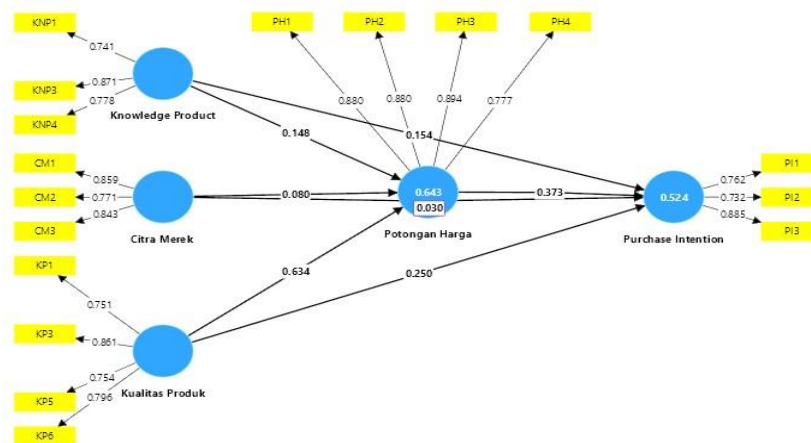 KNP1
KNP3
KNP4
0.741
0.871
0.778
Knowledge Product
PH1
PH2
PH3
PH4
0.880
0.880
0.894
0.777
0.148
0.154
CM1
CM2
CM3
0.859
0.771
0.843
Citra Merek
0.080
0.643
0.030
Potongan Harga
0.373
0.524
Purchase Intention
0.762
0.732
0.885
PI1
PI2
PI3
0.634
0.250
KP1
KP3
KP5
KP6
0.751
0.861
0.754
0.796
Kualitas Produk